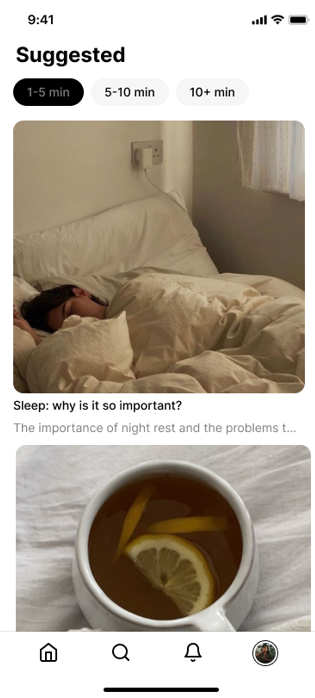 9:41
Suggested
1-5 min
5-10 min
10+ min
Sleep: why is it so important?
The importance of night rest and the problems t...